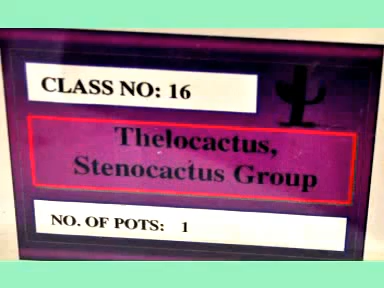 CLASS NO: 16
Thelocactus,
Stenocactus Group
NO. OF POTS: 1